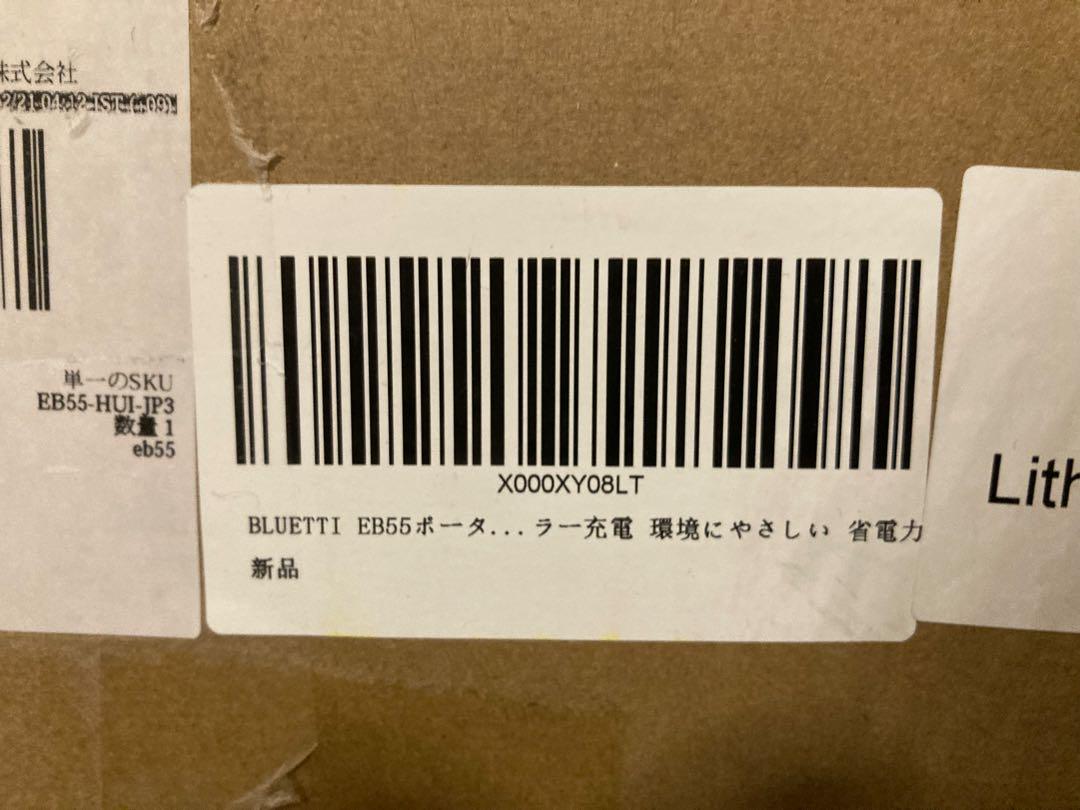 株式会社
単一のSKU
EB55-HUI-JP3
数量 1
eb55
X000XY08LT
BLUETTI EB55ポータ...ラー充電 環境にやさしい 省電力
新品
Lith